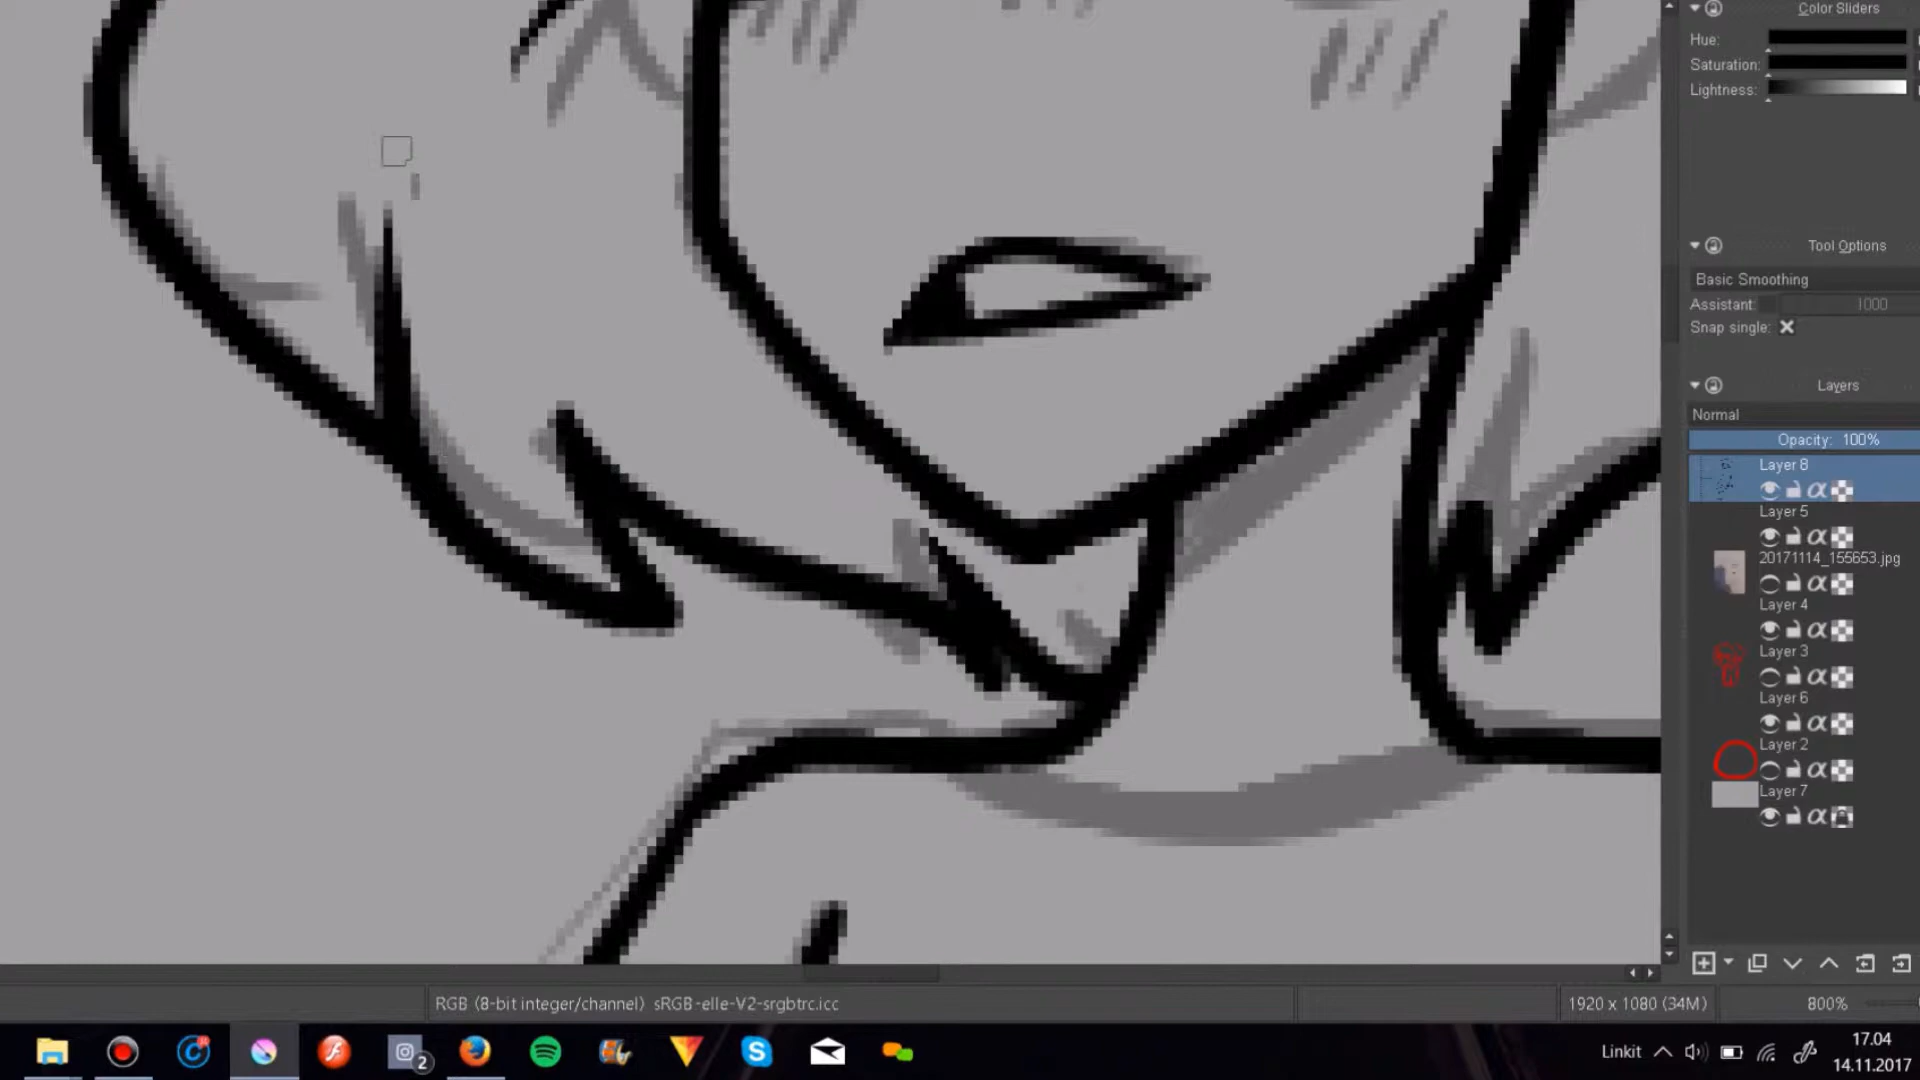 Color Sliders
Hue:
Saturation:
Lightness:
Tool Options
Basic Smoothing
Assistant 1000
Snap single:
Layers
Normal
Opacity: 100%
Layer 8
Layer 5
20171114_155653.jpg
Layer 4
Layer 3
Layer 6
Layer 2
Layer 7
RGB (8-bit integer/channel) sRGB-elle-V2-srgbtrc.icc
1920 x 1080 (34M)
800%
2
Linkit
17.04
14.11.2017